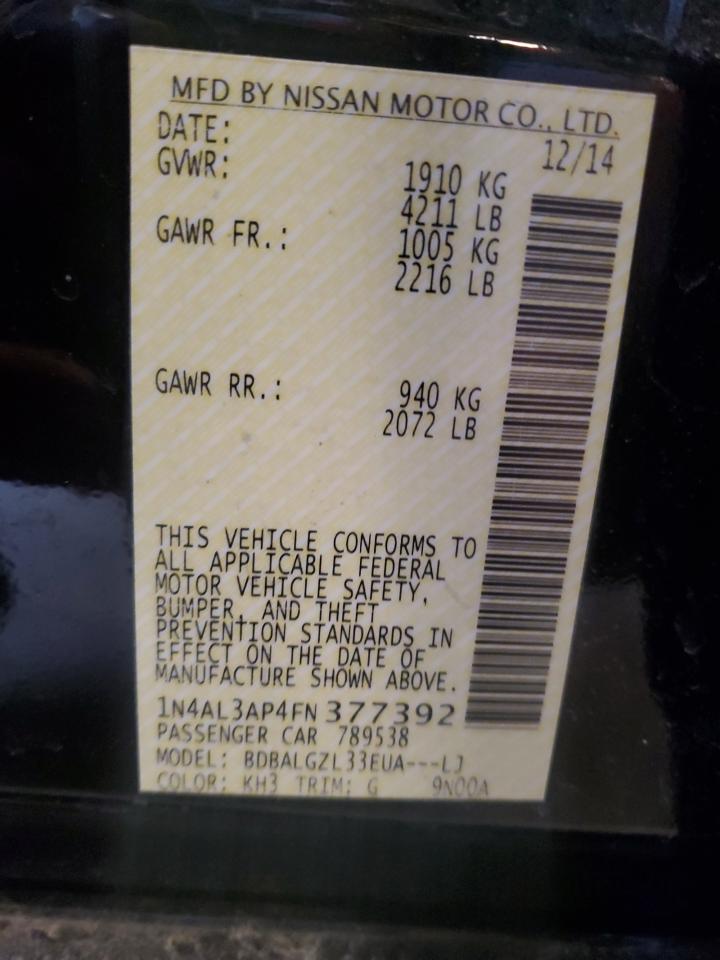 MFD BY NISSAN MOTOR CO., LTD.
DATE: 12/14
GVWR: 1910 KG
4211 LB
GAWR FR.: 1005 KG
2216 LB
GAWR RR.: 940 KG
2072 LB
THIS VEHICLE CONFORMS TO
ALL APPLICABLE FEDERAL
MOTOR VEHICLE SAFETY,
BUMPER, AND THEFT
PREVENTION STANDARDS IN
EFFECT ON THE DATE OF
MANUFACTURE SHOWN ABOVE.
1N4AL3AP4FN377392
PASSENGER CAR 789538
MODEL: BDBALGZL33EUA---LJ
COLOR: KH3 TRIM: G 9N00A